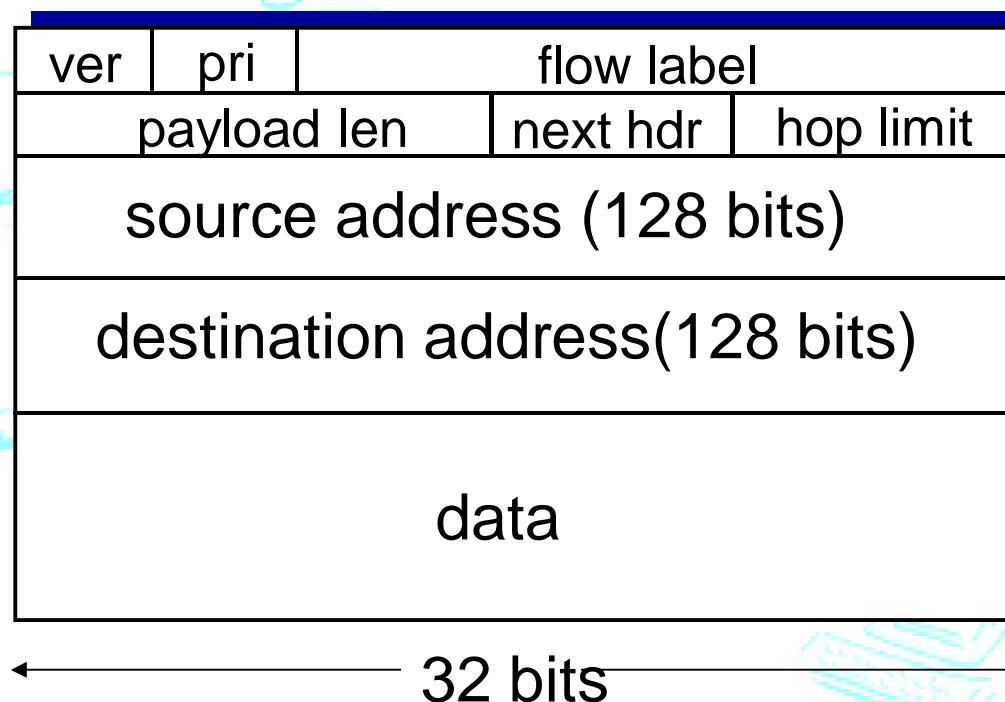 ver pri flow label
payload len next hdr hop limit
source address (128 bits)
destination address(128 bits)
data
32 bits